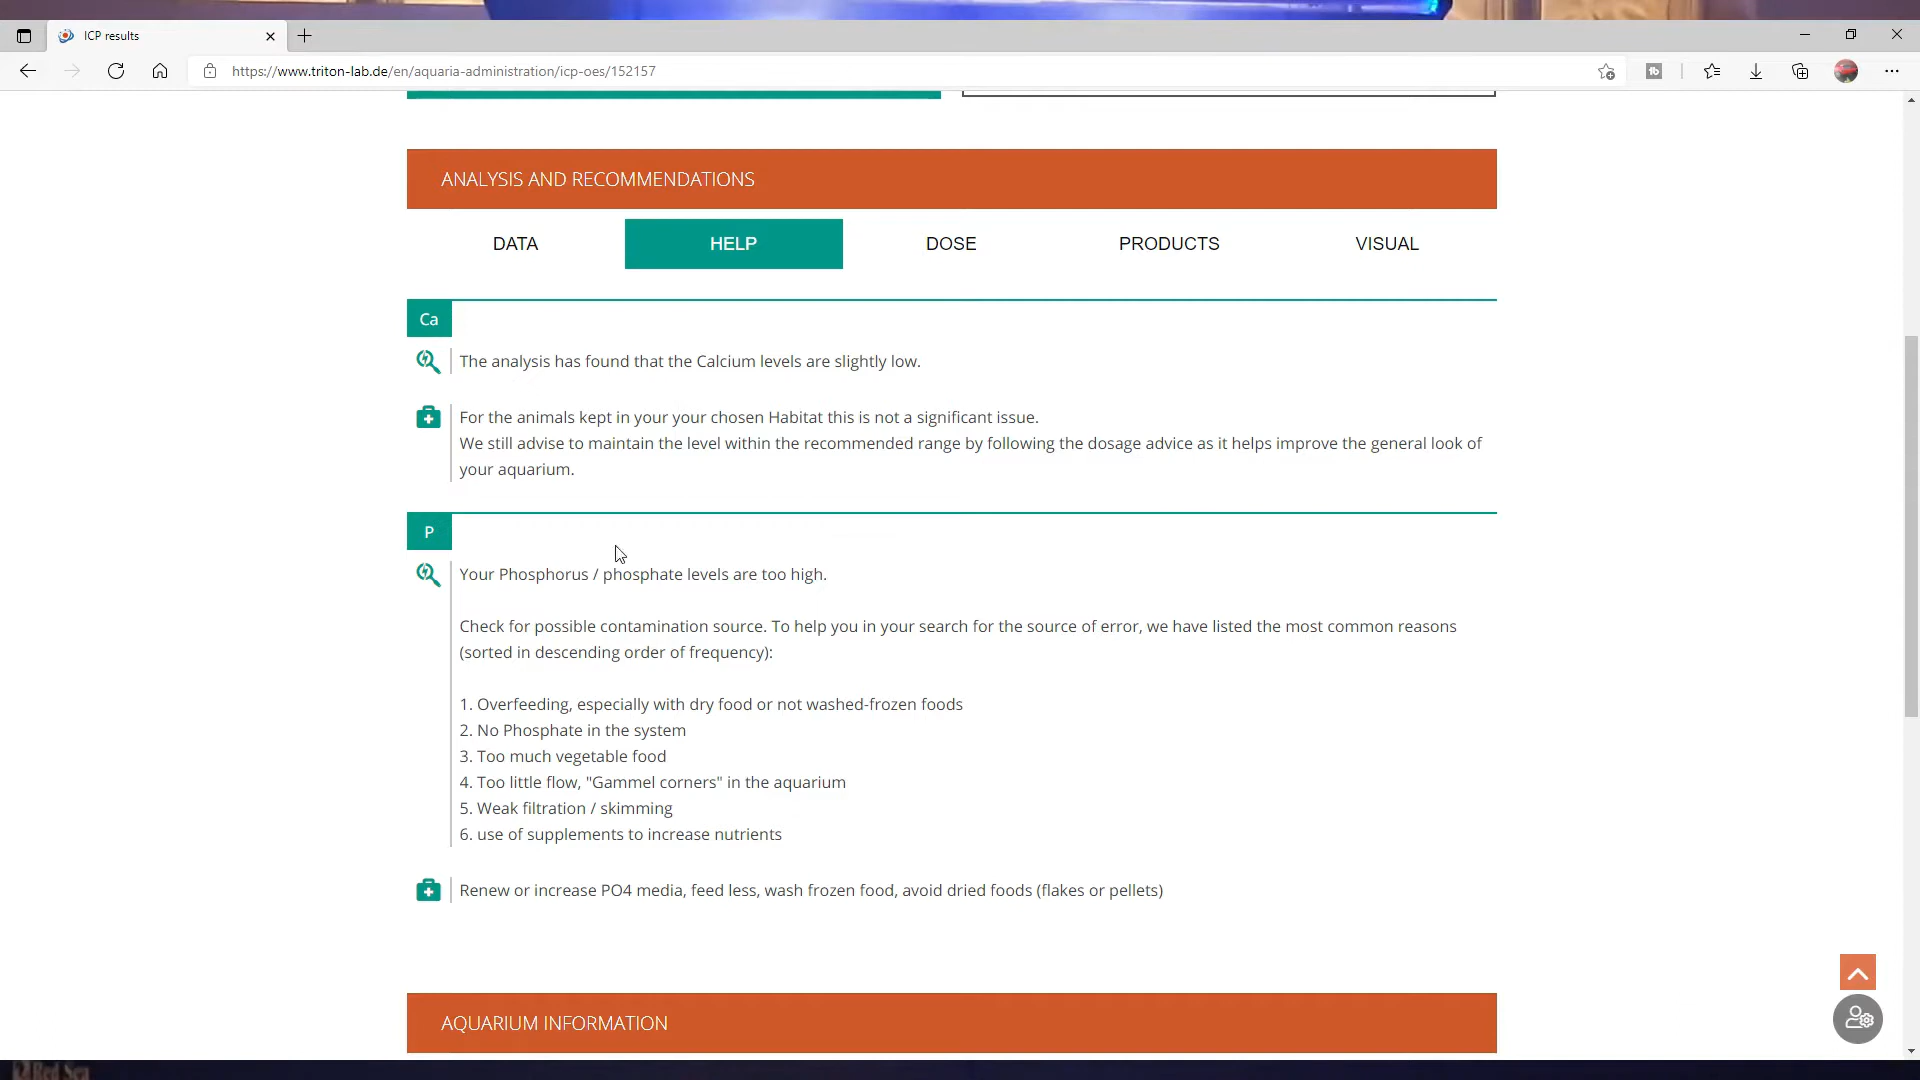 ICP results
https://www.triton-lab.de/en/aquaria-administration/icp-oes/152157
ANALYSIS AND RECOMMENDATIONS
DATA HELP DOSE PRODUCTS VISUAL
Ca
The analysis has found that the Calcium levels are slightly low.
For the animals kept in your your chosen Habitat this is not a significant issue.
We still advise to maintain the level within the recommended range by following the dosage advice as it helps improve the general look of
your aquarium.
P
Your Phosphorus / phosphate levels are too high.
Check for possible contamination source. To help you in your search for the source of error, we have listed the most common reasons
(sorted in descending order of frequency):
1. Overfeeding, especially with dry food or not washed-frozen foods
2. No Phosphate in the system
3. Too much vegetable food
4. Too little flow, "Gammel corners" in the aquarium
5. Weak filtration / skimming
6. use of supplements to increase nutrients
Renew or increase PO4 media, feed less, wash frozen food, avoid dried foods (flakes or pellets)
AQUARIUM INFORMATION
Red Sea